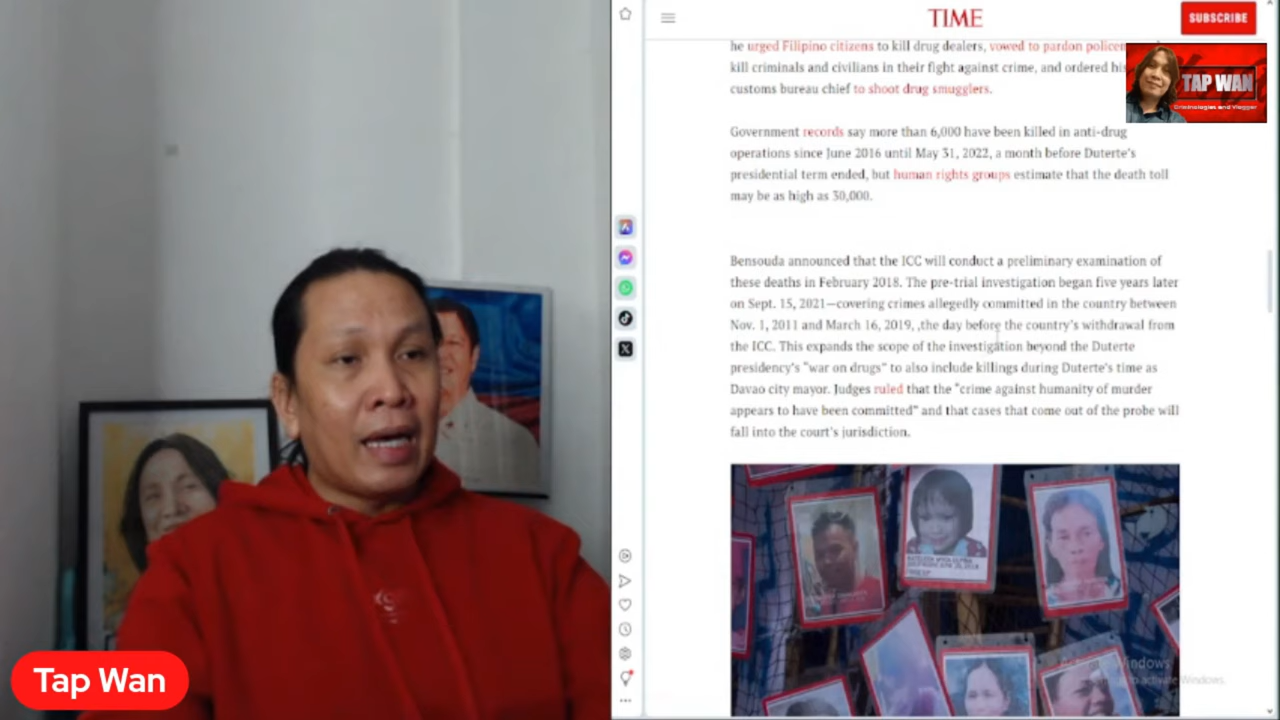 TIME
SUBSCRIBE
he urged Filipino citizens to kill drug dealers, vowed to pardon
kill criminals and civilians in their fight against crime, and ordered
customs bureau chief to shoot drug smugglers.
TAP WAN
Government records say more than 6,000 have been killed in anti-drug
operations since June 2016 until May 31, 2022, a month before Duterte's
presidential term ended, but human rights groups estimate that the death toll
may be as high as 30,000.
Bensouda announced that the ICC will conduct a preliminary examination of
these deaths in February 2018. The pre-trial investigation began five years later
on Sept. 15, 2021—covering crimes allegedly committed in the country between
Nov. 1, 2011 and March 16, 2019, ,the day before the country's withdrawal from
the ICC. This expands the scope of the investigation beyond the Duterte
presidency's "war on drugs" to also include killings during Duterte's time as
Davao city mayor. Judges ruled that the "crime against humanity of murder
appears to have been committed" and that cases that come out of the probe will
fall into the court's jurisdiction.
Tap Wan